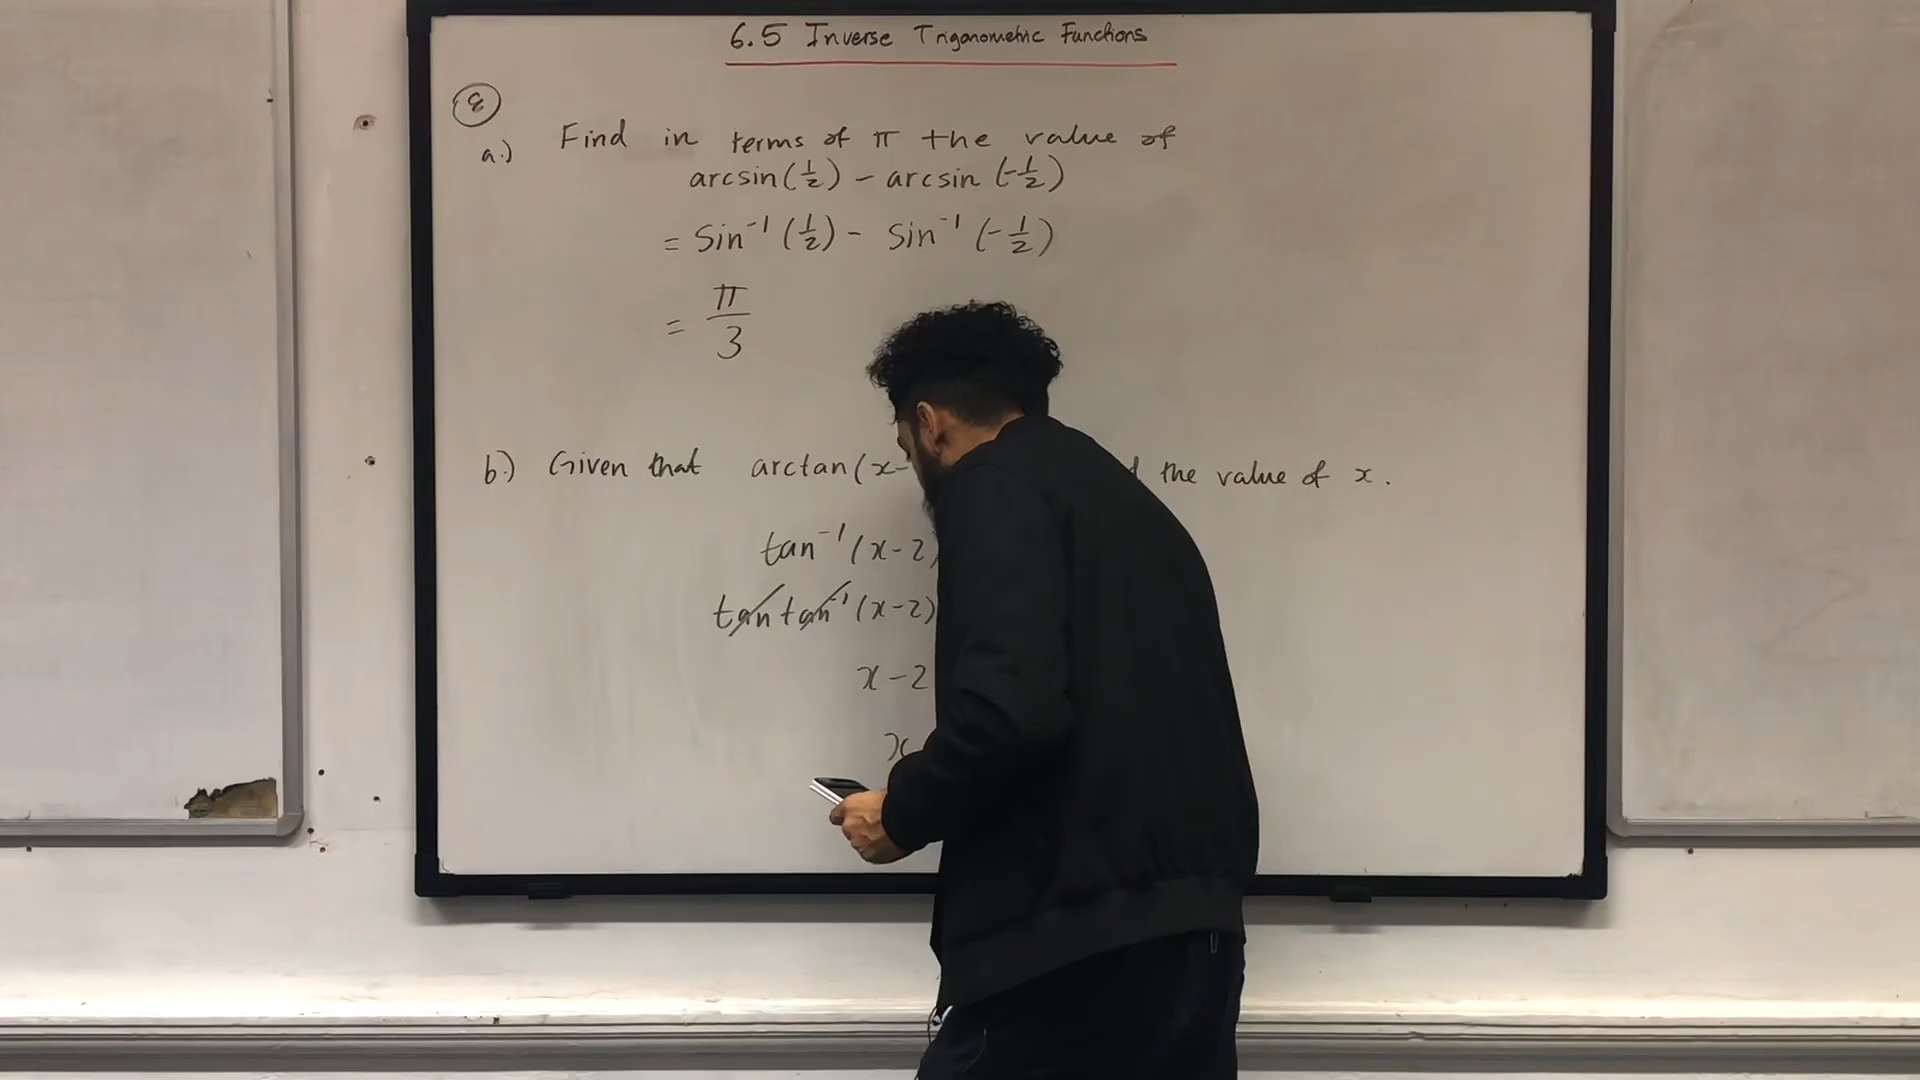 6.5 Inverse Trigonometric Functions
8
a.) Find in terms of π the value of
arcsin(1/2) - arcsin(-1/2)
= Sin⁻¹(1/2) - Sin⁻¹(-1/2)
= π/3
b.) Given that arctan(x- the value of x.
tan⁻¹(x-2)
tan tan⁻¹(x-2)
x-2
x